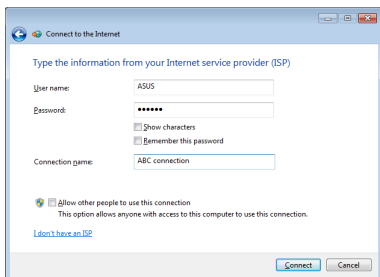 Connect to the Internet
Type the information from your Internet service provider (ISP)
User name: ASUS
Password: ••••••
Show characters
Remember this password
Connection name: ABC connection
Allow other people to use this connection
This option allows anyone with access to this computer to use this connection.
I don't have an ISP
Connect Cancel